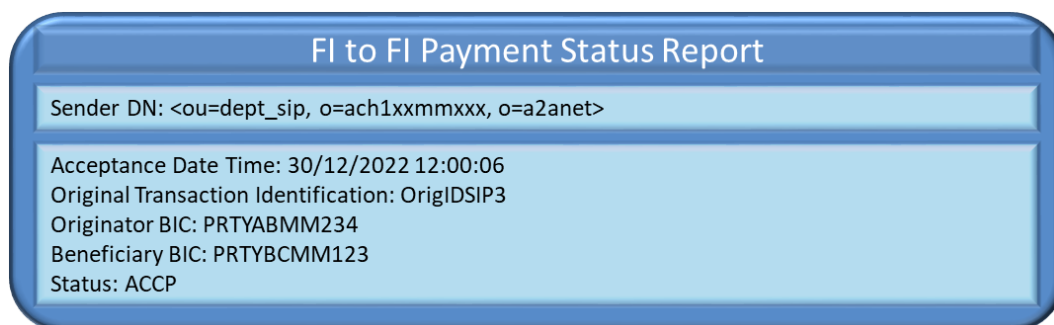 FI to FI Payment Status Report
Sender DN: <ou=dept_sip, o=ach1xxmmxxx, o=a2anet>
Acceptance Date Time: 30/12/2022 12:00:06
Original Transaction Identification: OrigIDSIP3
Originator BIC: PRTYABMM234
Beneficiary BIC: PRTYBCMM123
Status: ACCP